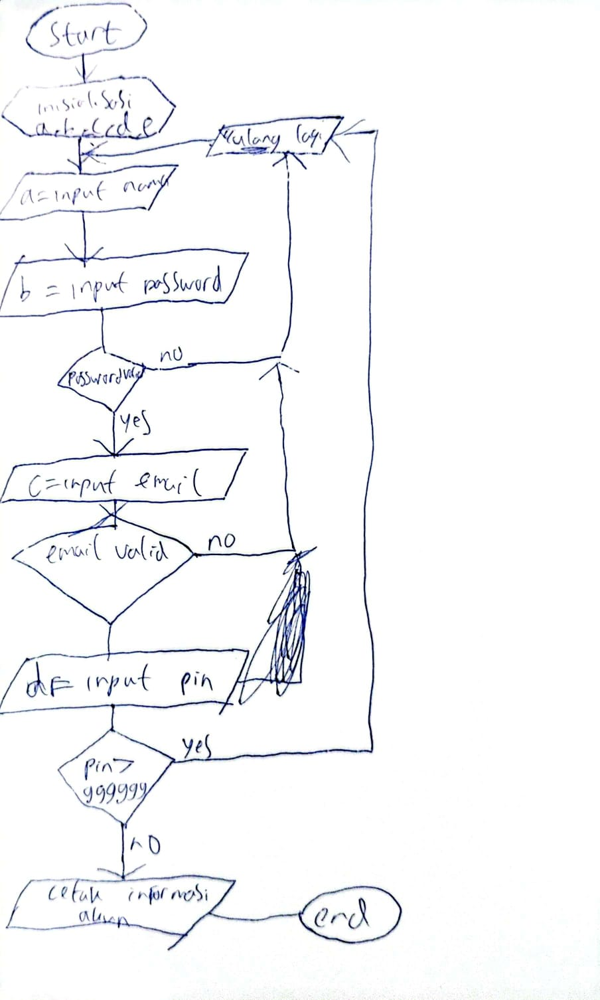 Start
inisialisasi
a,b,c,d,e
ulang lagi
a=input nama
b = input password
no
password valid
yes
c=input email
no
email valid
d= input pin
yes
pin>
999999
no
cetak informasi
akun
end